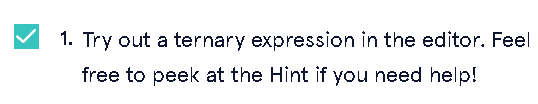 1. Try out a ternary expression in the editor. Feel
free to peek at the Hint if you need help!